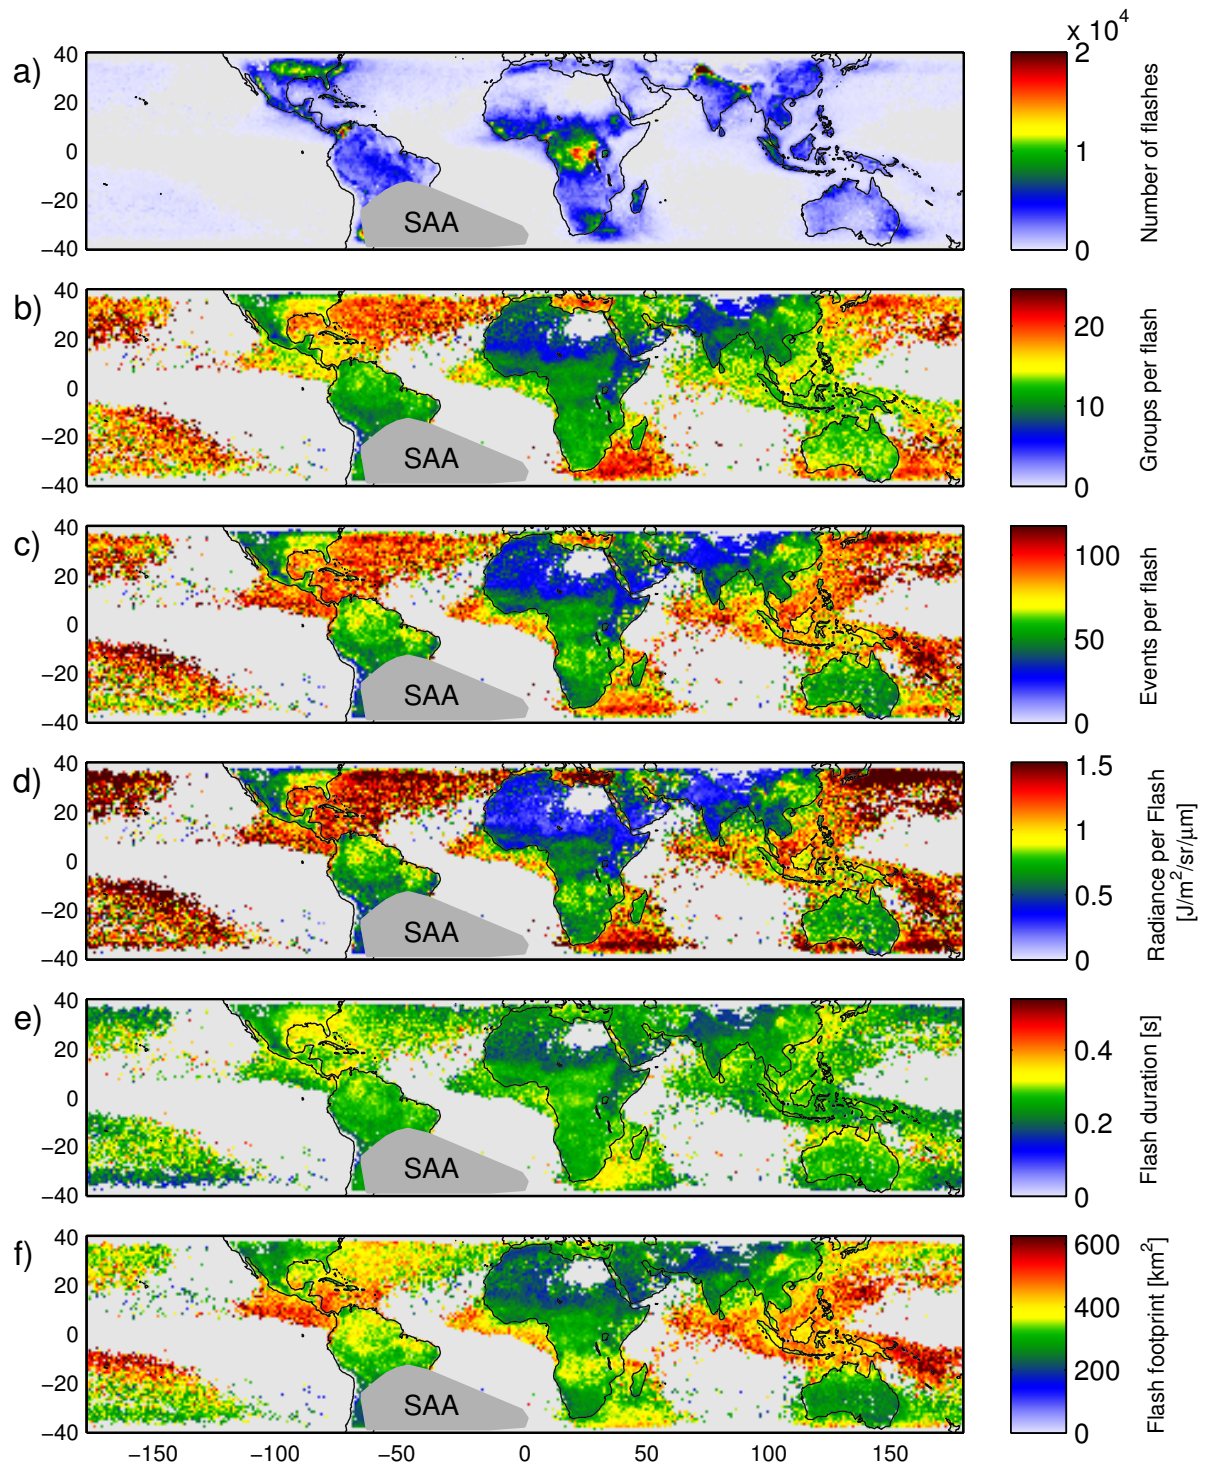 x 10^4
a)
40
20
0
−20
−40
SAA
2
1
0
Number of flashes
b)
40
20
0
−20
−40
SAA
20
10
0
Groups per flash
c)
40
20
0
−20
−40
SAA
100
50
0
Events per flash
d)
40
20
0
−20
−40
SAA
1.5
1
0.5
0
Radiance per Flash
[J/m²/sr/μm]
e)
40
20
0
−20
−40
SAA
0.4
0.2
0
Flash duration [s]
f)
40
20
0
−20
−40
SAA
600
400
200
0
Flash footprint [km²]
−150 −100 −50 0 50 100 150